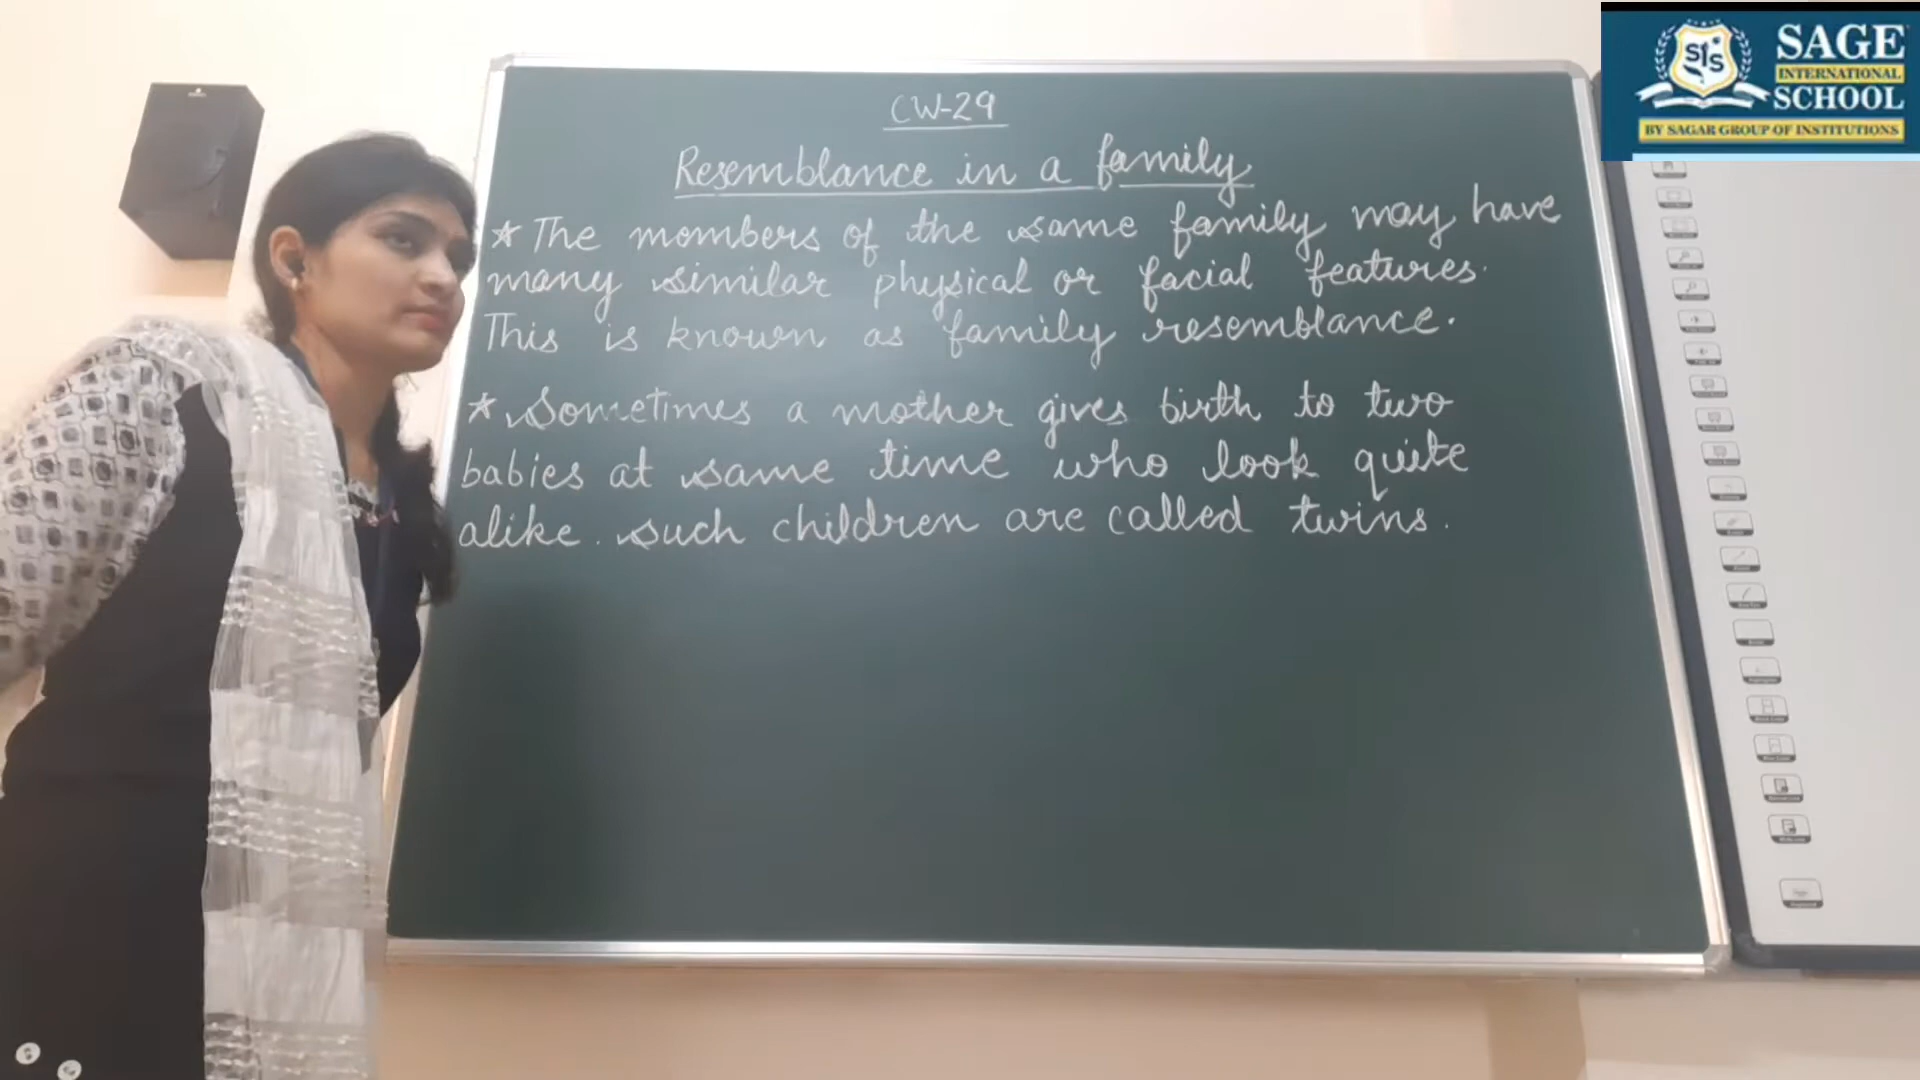 CW-29
Resemblance in a family
★ The members of the same family may have
many similar physical or facial features.
This is known as family resemblance.
★ Sometimes a mother gives birth to two
babies at same time who look quite
alike. such children are called twins.
SAGE
INTERNATIONAL
SCHOOL
BY SAGAR GROUP OF INSTITUTIONS
SIS